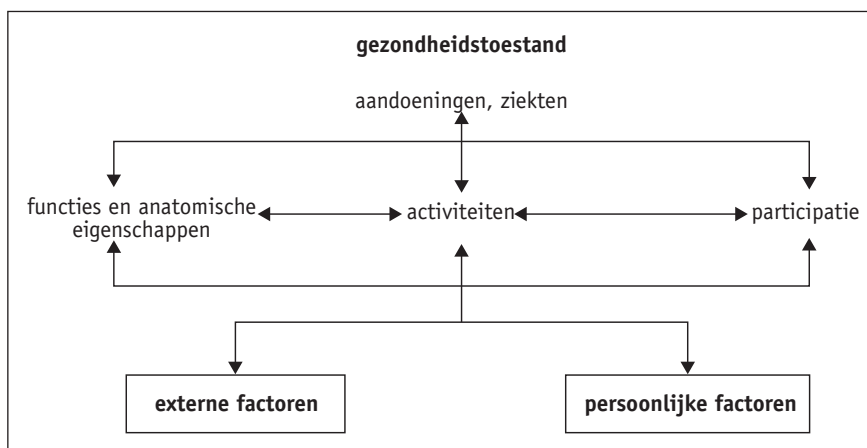 gezondheidstoestand
aandoeningen, ziekten
functies en anatomische
eigenschappen
activiteiten
participatie
externe factoren
persoonlijke factoren